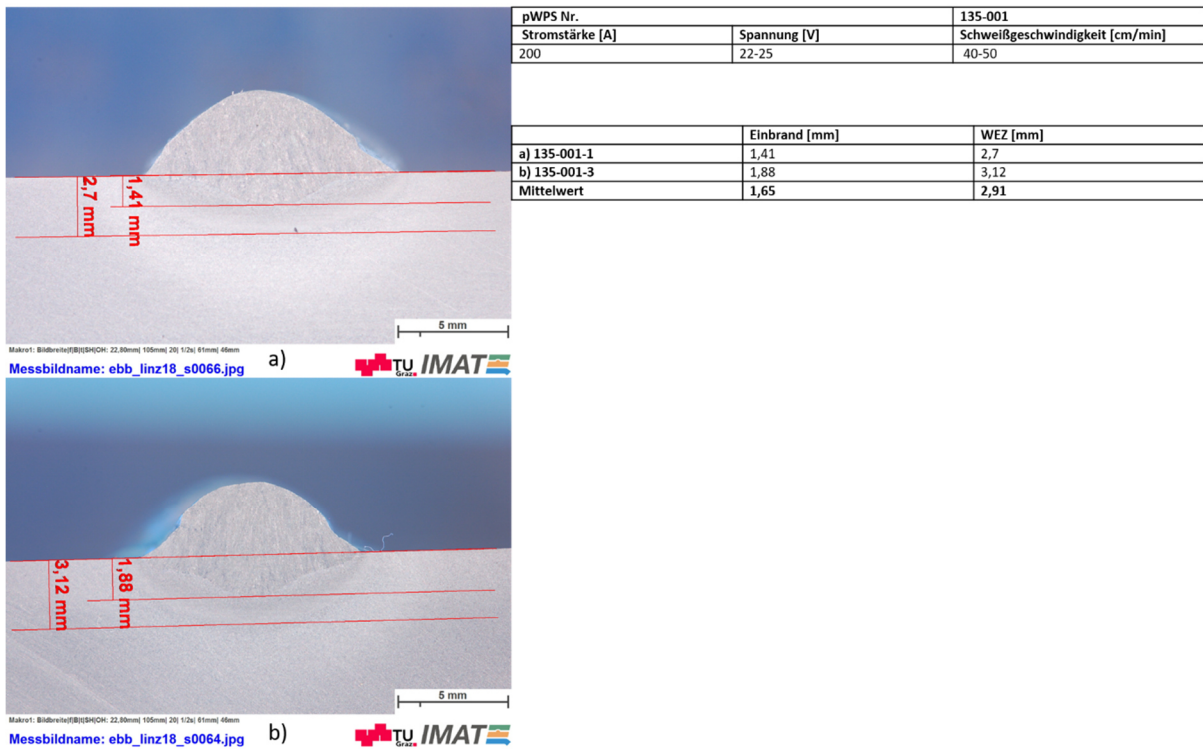 2,7 mm
1,41 mm
5 mm
Makro1: Bildbreite|f|B|t|SH|OH: 22,80mm| 105mm| 20| 1/2s| 61mm| 46mm
Messbildname: ebb_linz18_s0066.jpg
a)
TU
Graz
IMAT
3,12 mm
1,88 mm
5 mm
Makro1: Bildbreite|f|B|t|SH|OH: 22,80mm| 105mm| 20| 1/2s| 61mm| 46mm
Messbildname: ebb_linz18_s0064.jpg
b)
TU
Graz
IMAT
pWPS Nr. 135-001
Stromstärke [A] Spannung [V] Schweißgeschwindigkeit [cm/min]
200 22-25 40-50
Einbrand [mm] WEZ [mm]
a) 135-001-1 1,41 2,7
b) 135-001-3 1,88 3,12
Mittelwert 1,65 2,91